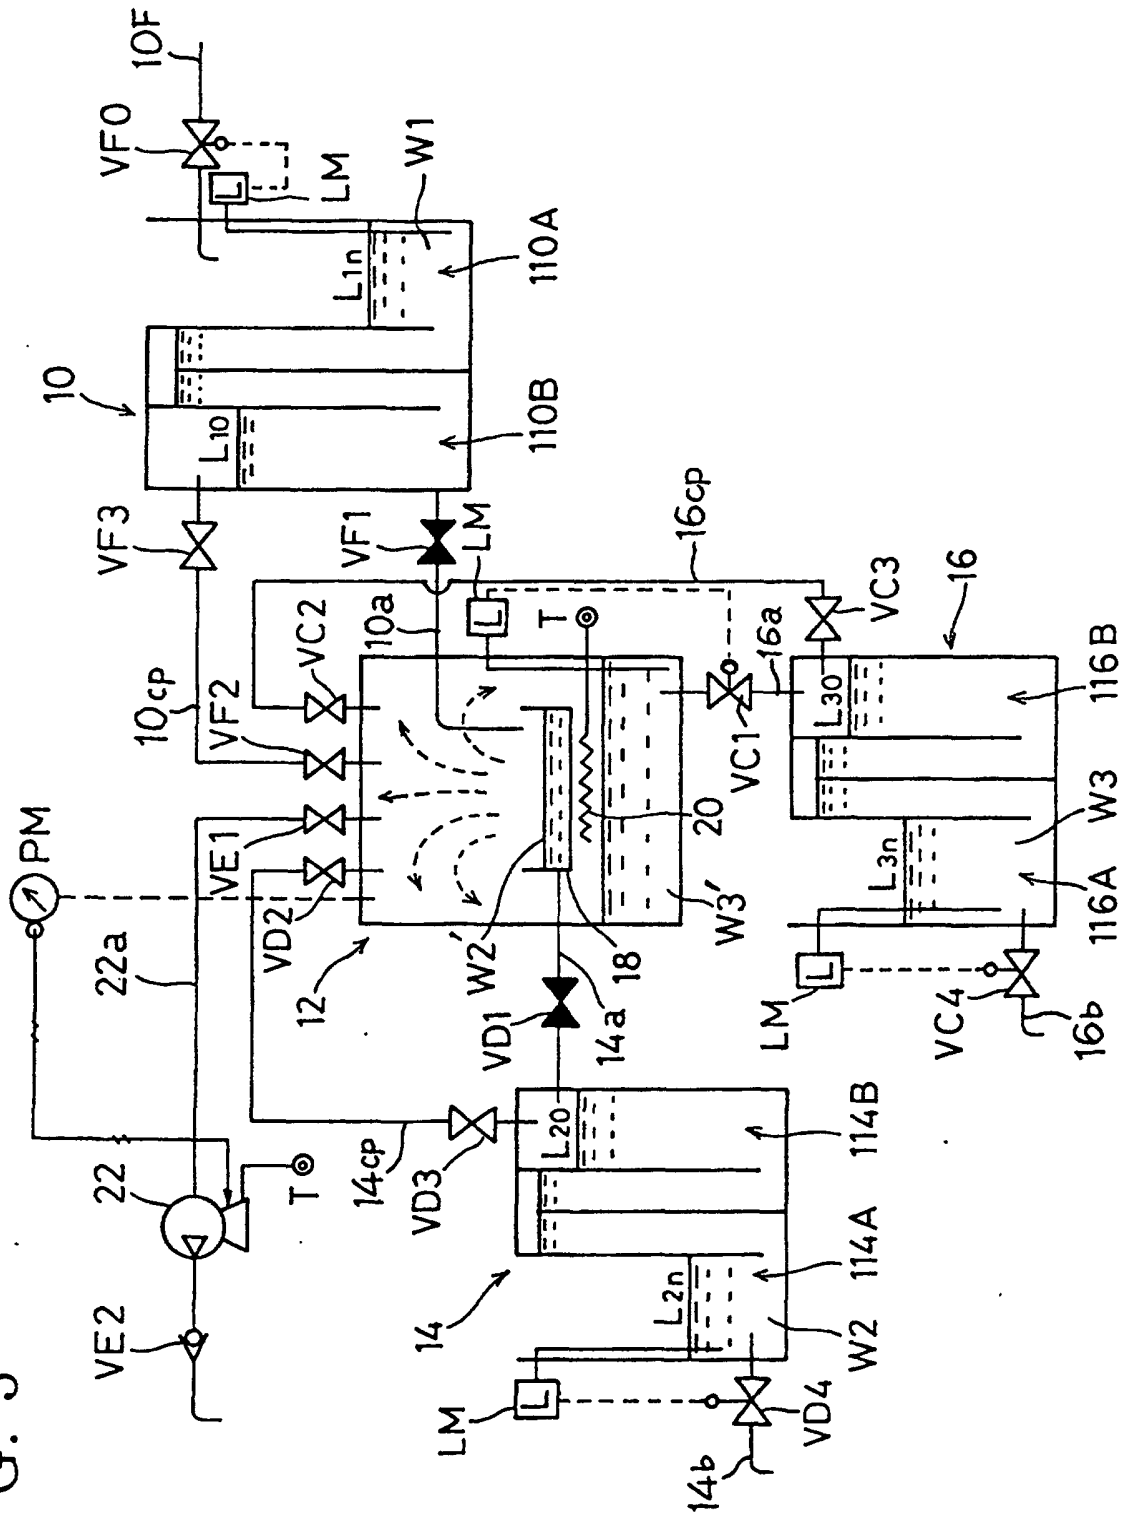 10F
VF0
L
LM
W1
L1n
110A
10
L10
110B
VF3
VF1
LM
L
16cp
10cp
VF2
VC2
10a
T
VC3
16
16a
L30
116B
VC1
PM
VE1
VD2
20
W3
W3'
L3n
116A
22a
12
W2
18
L
LM
VC4
16b
VD1
14a
22
T
14cp
VD3
L20
114B
VE2
14
L2n
114A
W2
LM
L
VD4
14b
G. 3